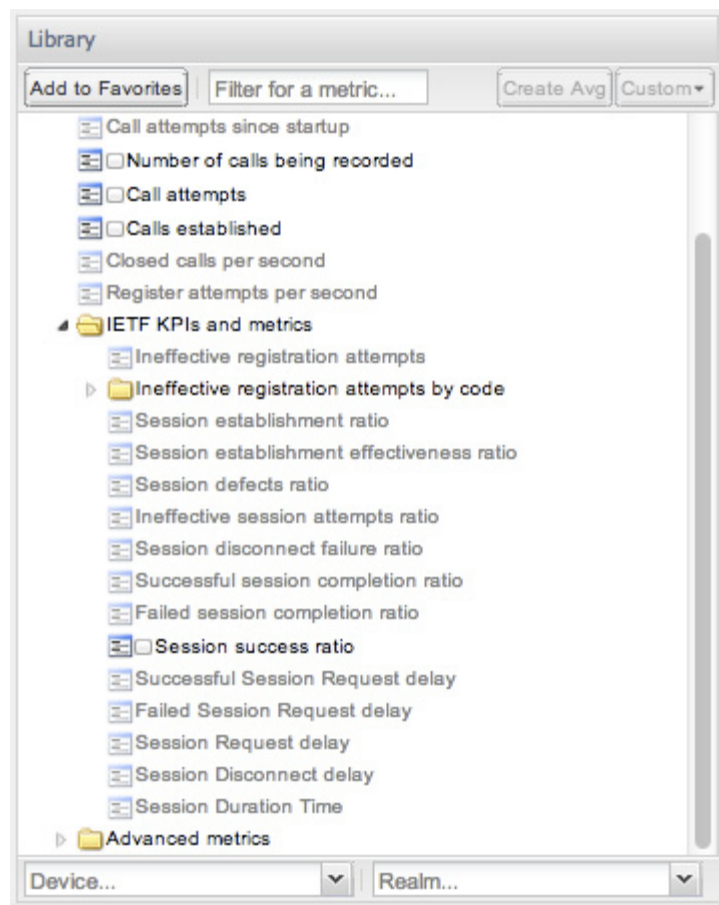 Library
Add to Favorites Filter for a metric... Create Avg Custom
Call attempts since startup
Number of calls being recorded
Call attempts
Calls established
Closed calls per second
Register attempts per second
IETF KPIs and metrics
Ineffective registration attempts
Ineffective registration attempts by code
Session establishment ratio
Session establishment effectiveness ratio
Session defects ratio
Ineffective session attempts ratio
Session disconnect failure ratio
Successful session completion ratio
Failed session completion ratio
Session success ratio
Successful Session Request delay
Failed Session Request delay
Session Request delay
Session Disconnect delay
Session Duration Time
Advanced metrics
Device... Realm...